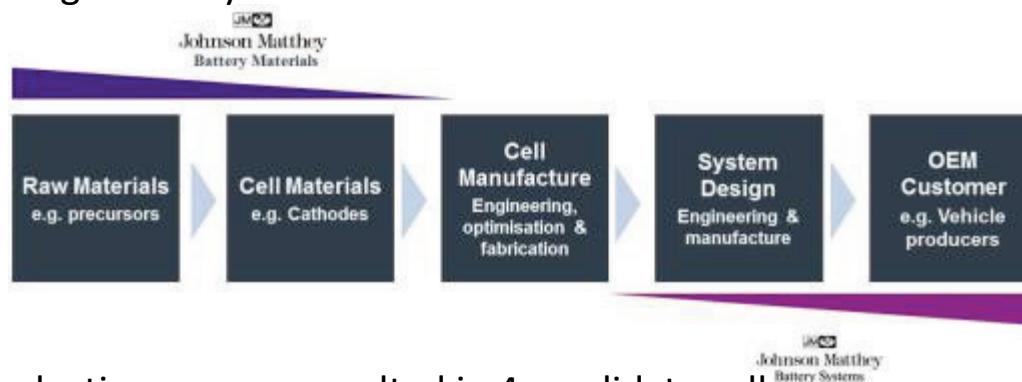 JM
Johnson Matthey
Battery Materials
Raw Materials
e.g. precursors
Cell Materials
e.g. Cathodes
Cell
Manufacture
Engineering,
optimisation &
fabrication
System
Design
Engineering &
manufacture
OEM
Customer
e.g. Vehicle
producers
JM
Johnson Matthey
Battery Systems